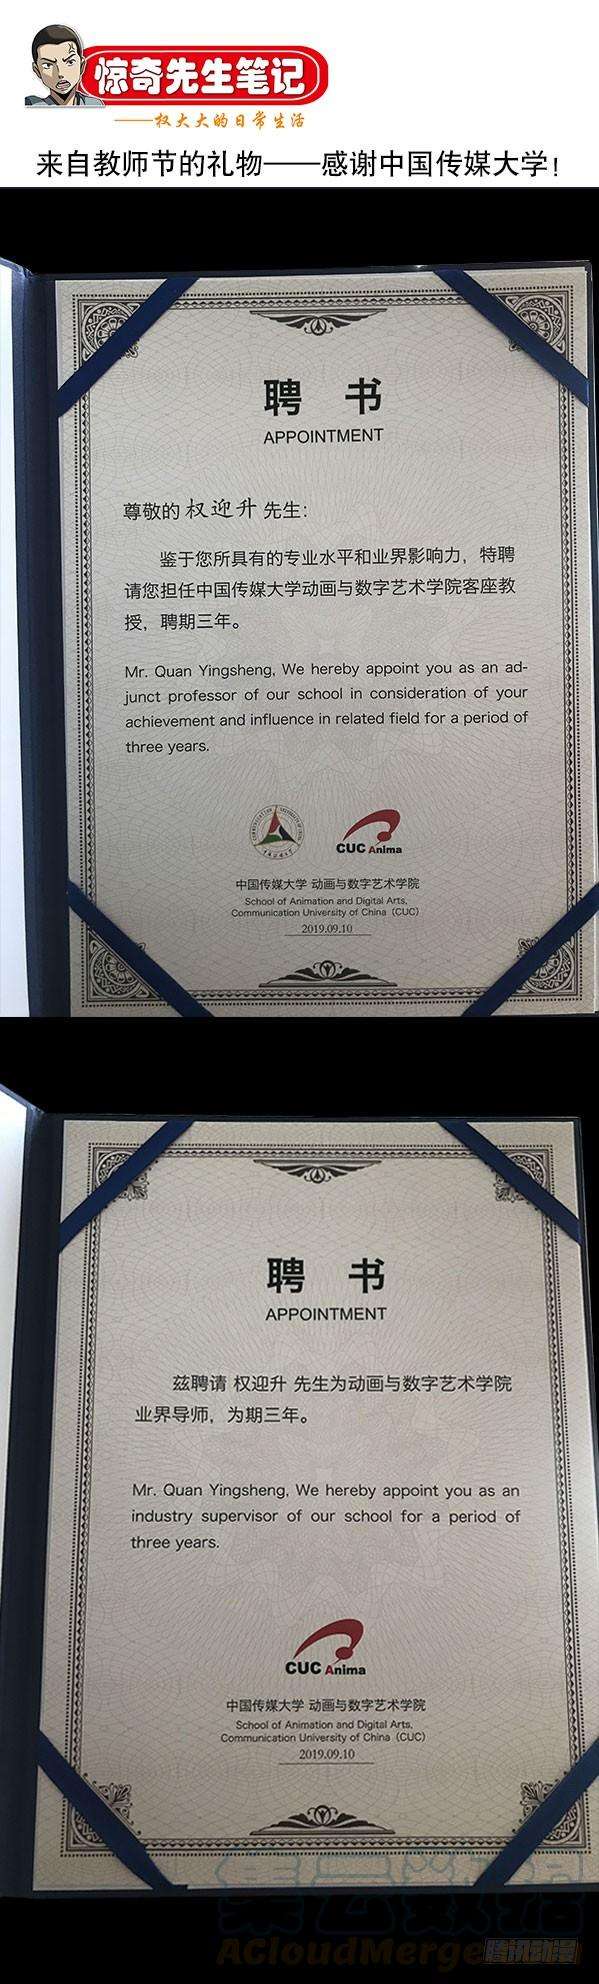 惊奇先生笔记
——权大大的日常生活
来自教师节的礼物——感谢中国传媒大学!
聘 书
APPOINTMENT
尊敬的 权迎升 先生:
鉴于您所具有的专业水平和业界影响力，特聘
请您担任中国传媒大学动画与数字艺术学院客座教
授，聘期三年。
Mr. Quan Yingsheng, We hereby appoint you as an ad-
junct professor of our school in consideration of your
achievement and influence in related field for a period of
three years.
CUC Anima
中国传媒大学 动画与数字艺术学院
School of Animation and Digital Arts,
Communication University of China (CUC)
2019.09.10
聘 书
APPOINTMENT
兹聘请 权迎升 先生为动画与数字艺术学院
业界导师，为期三年。
Mr. Quan Yingsheng, We hereby appoint you as an
industry supervisor of our school for a period of
three years.
CUC Anima
中国传媒大学 动画与数字艺术学院
School of Animation and Digital Arts,
Communication University of China (CUC)
2019.09.10
集云数据
ACloudMerge
腾讯动漫